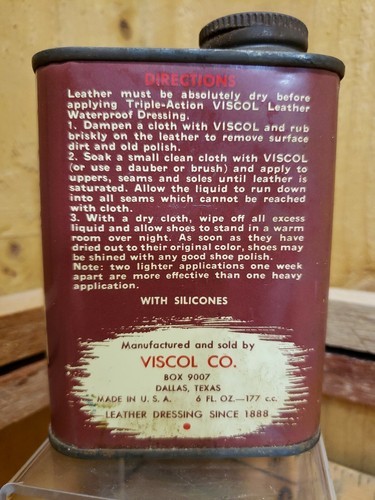 DIRECTIONS
Leather must be absolutely dry before
applying Triple-Action VISCOL Leather
Waterproof Dressing.
1. Dampen a cloth with VISCOL and rub
briskly on the leather to remove surface
dirt and old polish.
2. Soak a small clean cloth with VISCOL
(or use a dauber or brush) and apply to
uppers, seams and soles until leather is
saturated. Allow the liquid to run down
into all seams which cannot be reached
with cloth.
3. With a dry cloth, wipe off all excess
liquid and allow shoes to stand in a warm
room over night. As soon as they have
dried out to their original color, shoes may
be shined with any good shoe polish.
Note: two lighter applications one week
apart are more effective than one heavy
application.
WITH SILICONES
Manufactured and sold by
VISCOL CO.
BOX 9007
DALLAS, TEXAS
MADE IN U. S. A. 6 FL. OZ.—177 c.c.
LEATHER DRESSING SINCE 1888